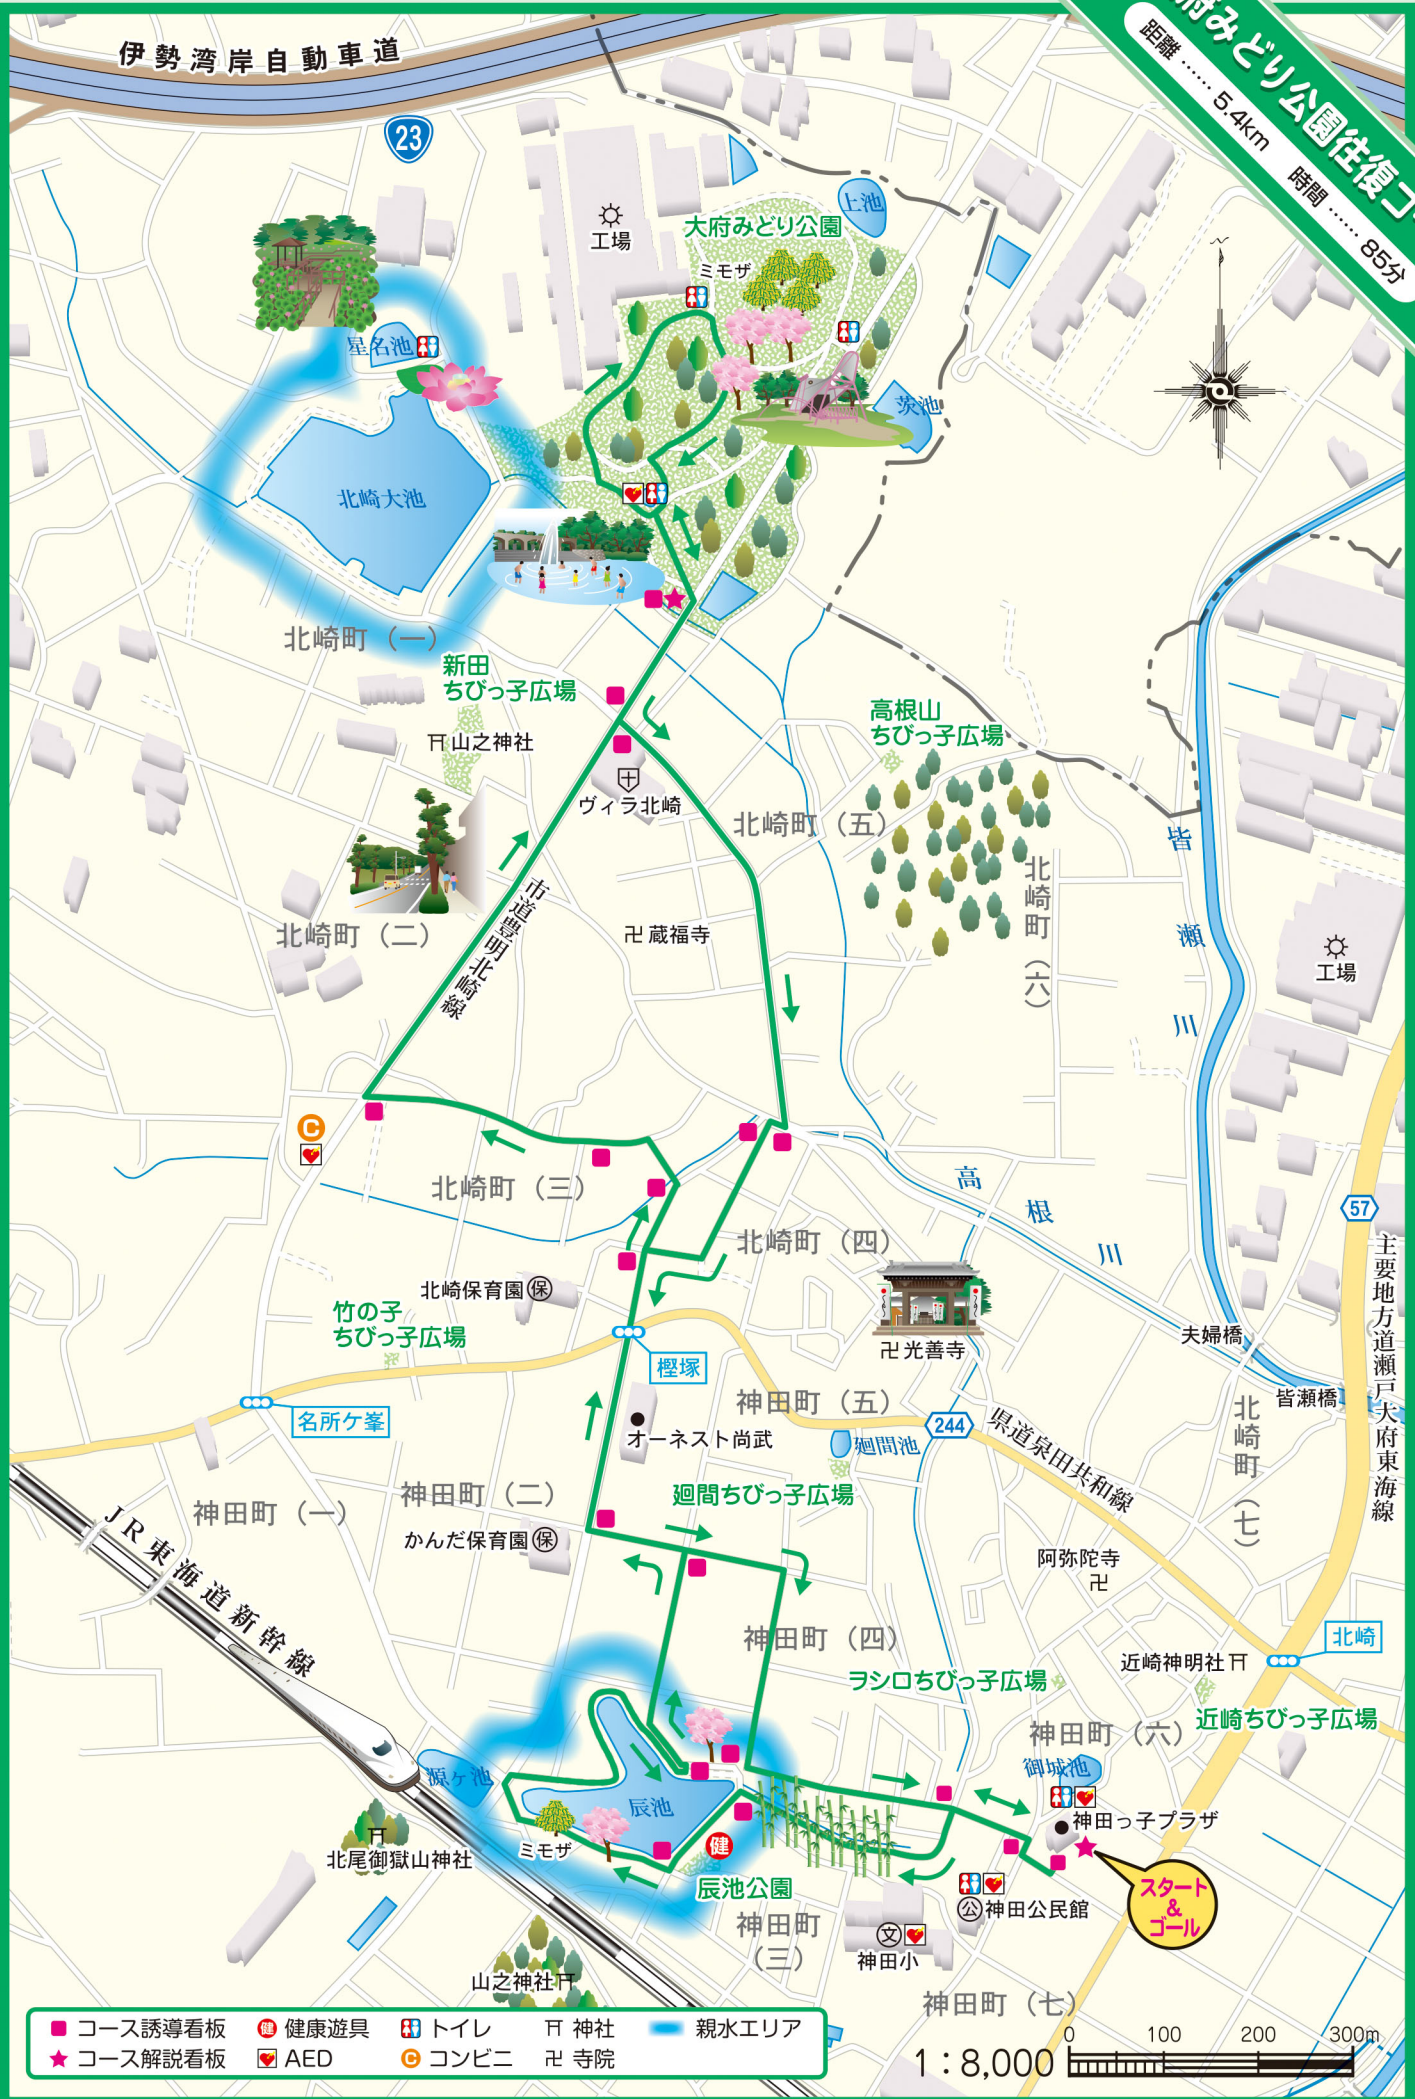 伊勢湾岸自動車道
23
府みどり公園往復コ
距離……5.4km 時間……85分
上池
大府みどり公園
工場
ミモザ
星名池
茨池
北崎大池
北崎町（一）
新田
ちびっ子広場
山之神社
高根山
ちびっ子広場
ヴィラ北崎
北崎町（五）
北崎町（六）
皆瀬川
市道豊明北崎線
北崎町（二）
卍蔵福寺
工場
C
北崎町（三）
高根川
57
主要地方道瀬戸大府東海線
北崎町（四）
北崎保育園 保
竹の子
ちびっ子広場
卍光善寺
夫婦橋
樫塚
皆瀬橋
名所ケ峯
神田町（五）
244
県道泉田共和線
北崎町（七）
オーネスト尚武
廻間池
神田町（一）
神田町（二）
廻間ちびっ子広場
JR東海道新幹線
かんだ保育園 保
阿弥陀寺
卍
神田町（四）
北崎
近崎神明社
ヲシロちびっ子広場
近崎ちびっ子広場
神田町（六）
源ヶ池
御城池
辰池
神田っ子プラザ
ミモザ
健
北尾御嶽山神社
スタート
&
ゴール
辰池公園
公 神田公民館
神田町
（三）
文
神田小
山之神社
神田町（七）
コース誘導看板 健 健康遊具 トイレ 神社 親水エリア
コース解説看板 AED C コンビニ 卍 寺院
1：8,000
0 100 200 300m